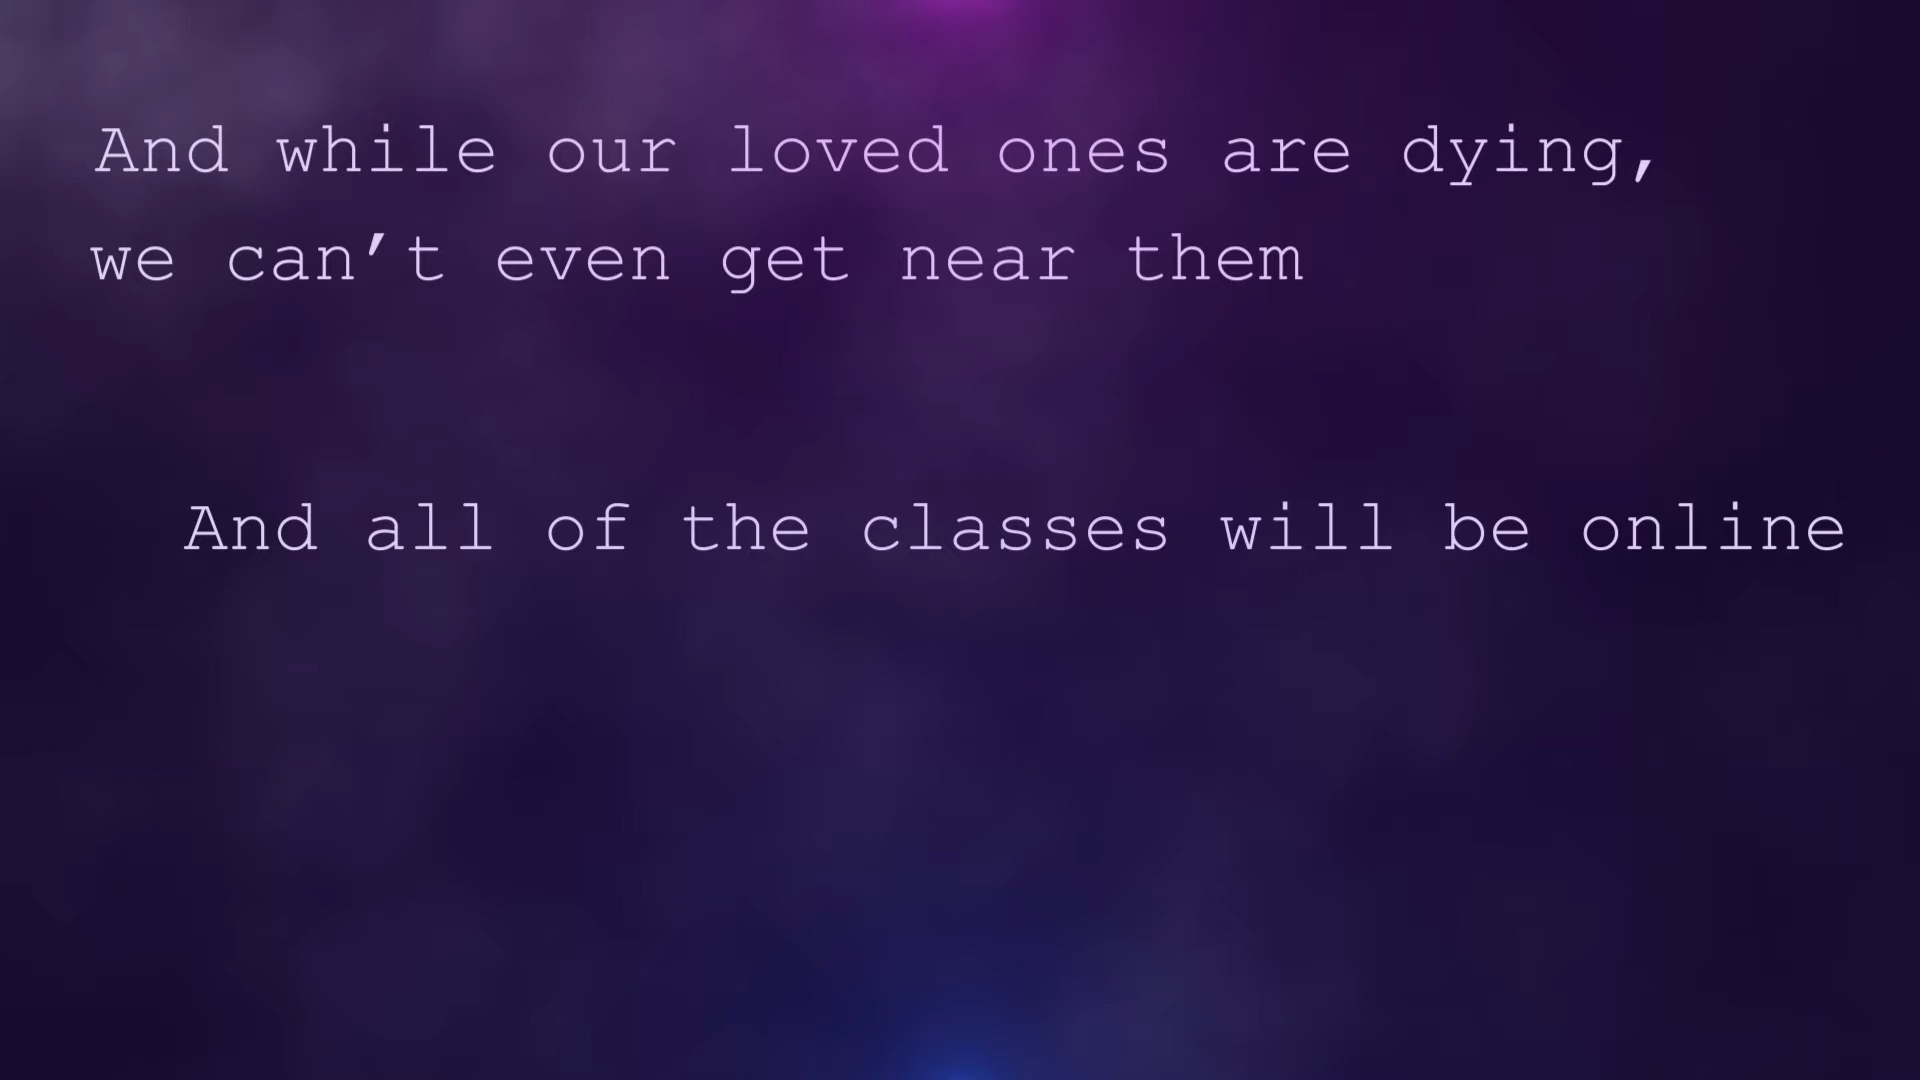 And while our loved ones are dying,
we can’t even get near them
And all of the classes will be online